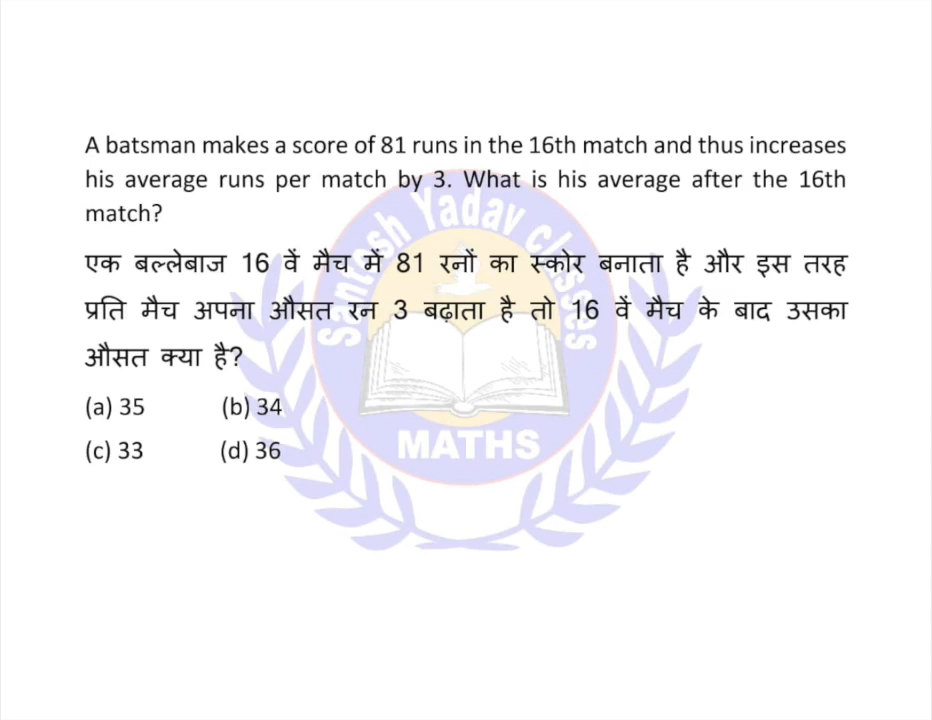 A batsman makes a score of 81 runs in the 16th match and thus increases
his average runs per match by 3. What is his average after the 16th
match?
एक बल्लेबाज 16 वें मैच में 81 रनों का स्कोर बनाता है और इस तरह
प्रति मैच अपना औसत रन 3 बढ़ाता है तो 16 वें मैच के बाद उसका
औसत क्या है?
(a) 35 (b) 34
(c) 33 (d) 36
Yadav classes
MATHS